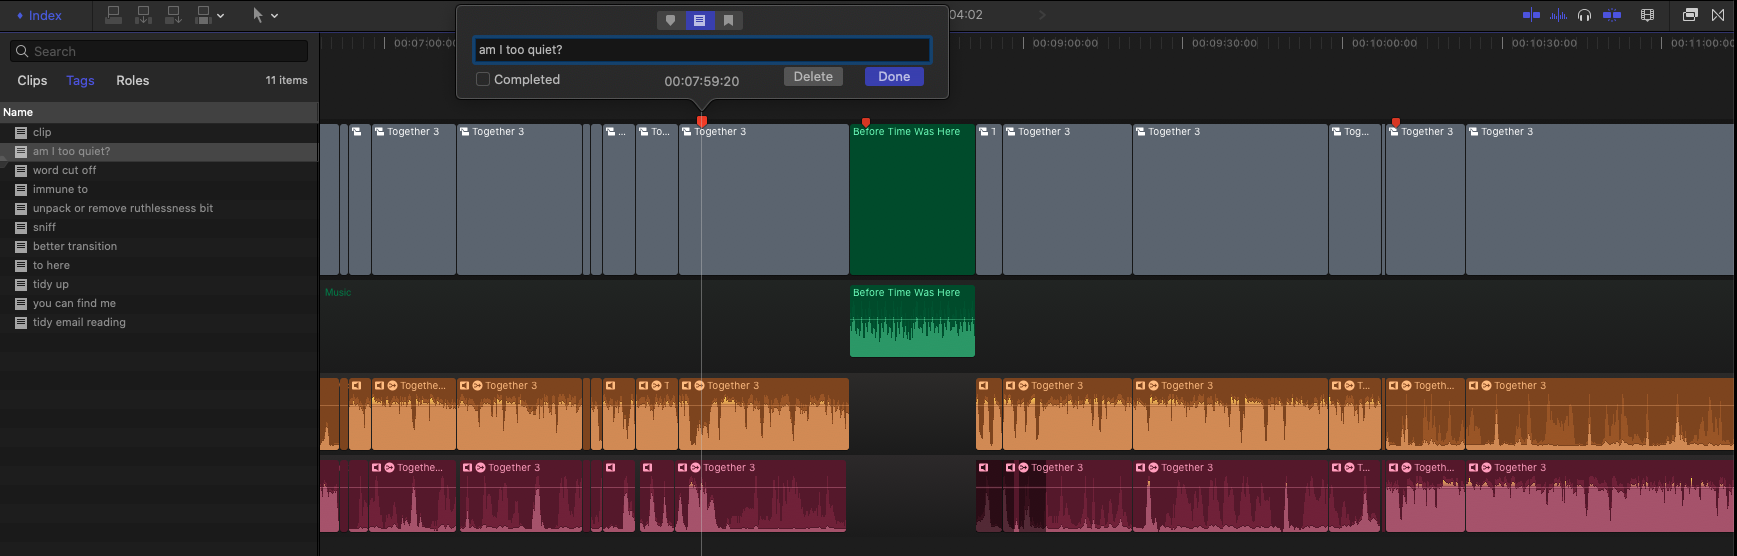 Index
04:02
am I too quiet?
Completed
00:07:59:20
Delete
Done
Search
Clips
Tags
Roles
11 items
Name
clip
am I too quiet?
word cut off
immune to
unpack or remove ruthlessness bit
sniff
better transition
to here
tidy up
you can find me
tidy email reading
00:07:00:00
00:09:00:00
00:09:30:00
00:10:00:00
00:10:30:00
00:11:00:0
Together 3
Together 3
...
To...
Together 3
Before Time Was Here
T
Together 3
Together 3
Tog...
Together 3
Together 3
Music
Before Time Was Here
Togethe...
Together 3
T
Together 3
Together 3
Together 3
T...
Togeth...
Together 3
Togethe...
Together 3
Together 3
Together 3
Together 3
T...
Togeth...
Together 3